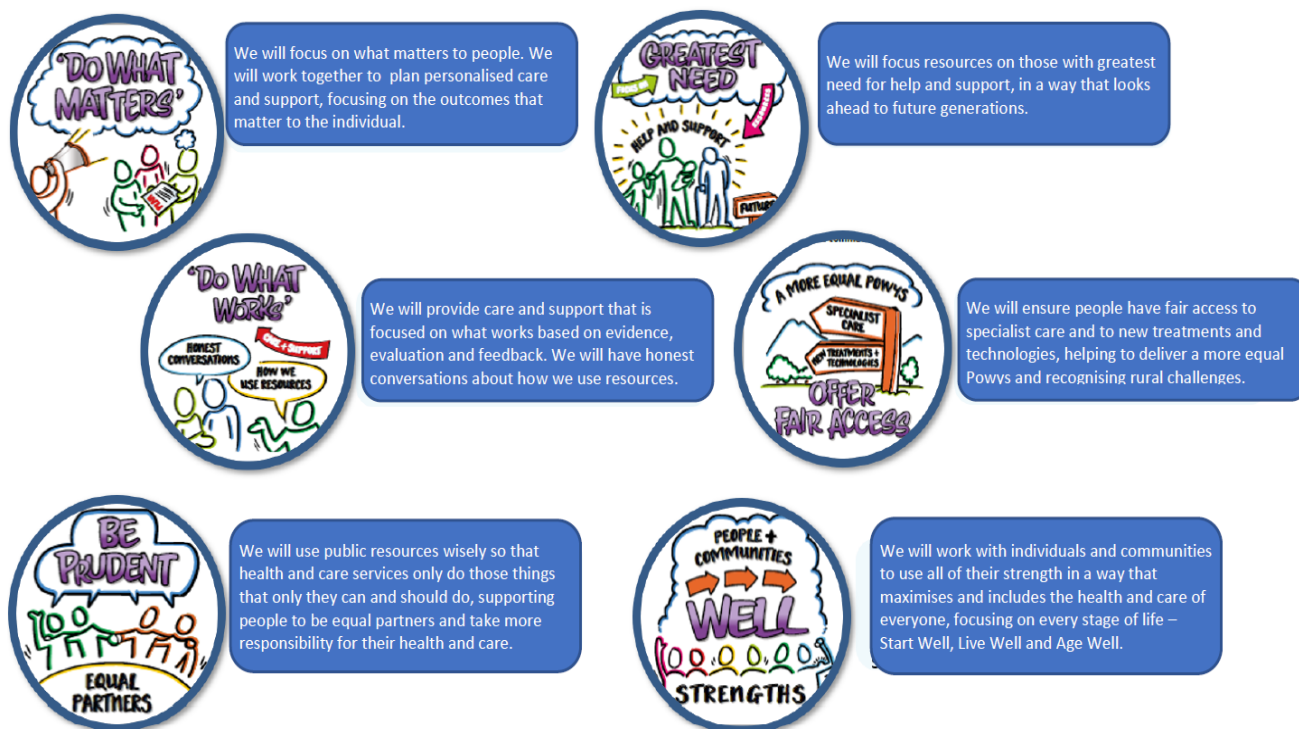 'DO WHAT
MATTERS'
PLAN
We will focus on what matters to people. We
will work together to plan personalised care
and support, focusing on the outcomes that
matter to the individual.
GREATEST
NEED
FOCUS ON
RESOURCES
HELP AND SUPPORT
FUTURE
We will focus resources on those with greatest
need for help and support, in a way that looks
ahead to future generations.
'DO WHAT
WORKS'
CARE + SUPPORT
HONEST
CONVERSATIONS
HOW WE
USE RESOURCES
We will provide care and support that is
focused on what works based on evidence,
evaluation and feedback. We will have honest
conversations about how we use resources.
A MORE EQUAL POWYS
SPECIALIST
CARE
NEW TREATMENTS +
TECHNOLOGIES
OFFER
FAIR ACCESS
We will ensure people have fair access to
specialist care and to new treatments and
technologies, helping to deliver a more equal
Powys and recognising rural challenges.
BE
PRUDENT
EQUAL
PARTNERS
We will use public resources wisely so that
health and care services only do those things
that only they can and should do, supporting
people to be equal partners and take more
responsibility for their health and care.
PEOPLE +
COMMUNITIES
WELL
STRENGTHS
We will work with individuals and communities
to use all of their strength in a way that
maximises and includes the health and care of
everyone, focusing on every stage of life –
Start Well, Live Well and Age Well.